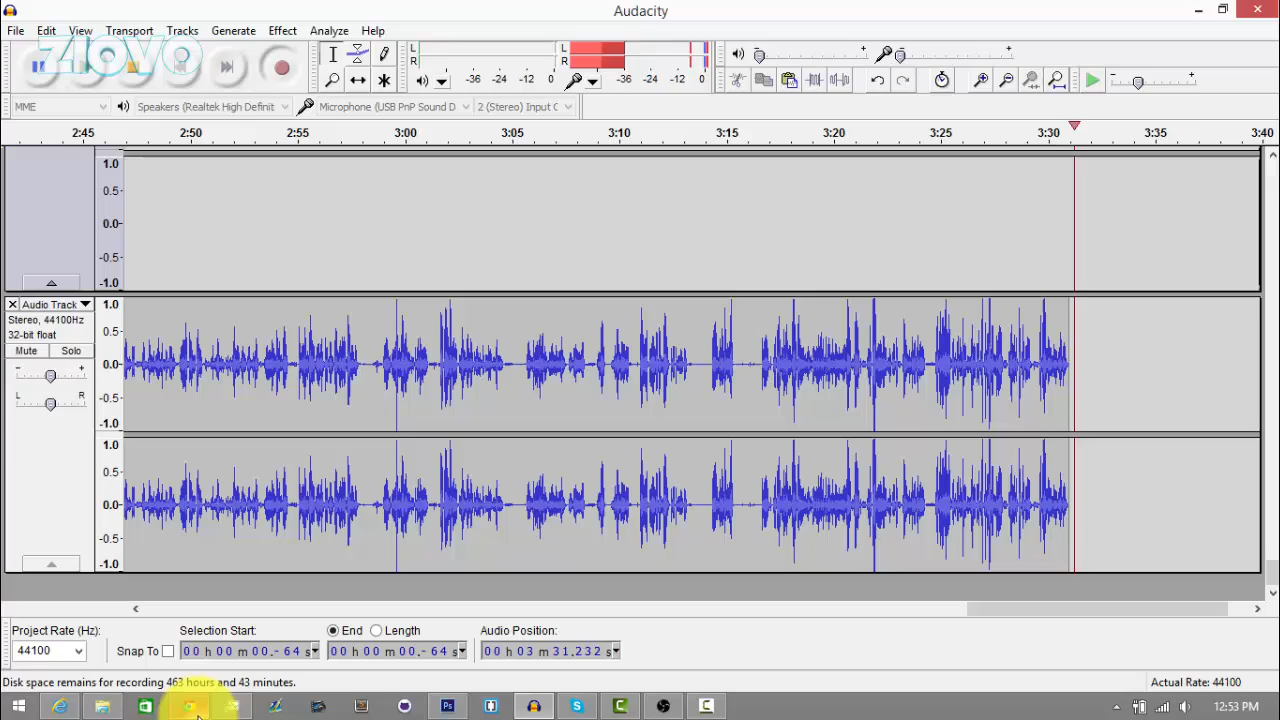 Audacity
File Edit View Transport Tracks Generate Effect Analyze Help
ZIOVO
L R -36 -24 -12 0 L R -36 -24 -12 0
MME Speakers (Realtek High Definit Microphone (USB PnP Sound D 2 (Stereo) Input C
2:45 2:50 2:55 3:00 3:05 3:10 3:15 3:20 3:25 3:30 3:35 3:40
1.0
0.5
0.0
-0.5
-1.0
Audio Track 1.0
Stereo, 44100Hz
32-bit float 0.5
Mute Solo
- + 0.0
L R -0.5
-1.0
1.0
0.5
0.0
-0.5
-1.0
Project Rate (Hz): Selection Start: End Length Audio Position:
44100 Snap To 00 h 00 m 00.-64 s 00 h 00 m 00.-64 s 00 h 03 m 31.232 s
Disk space remains for recording 463 hours and 43 minutes. Actual Rate: 44100
Ps 12:53 PM